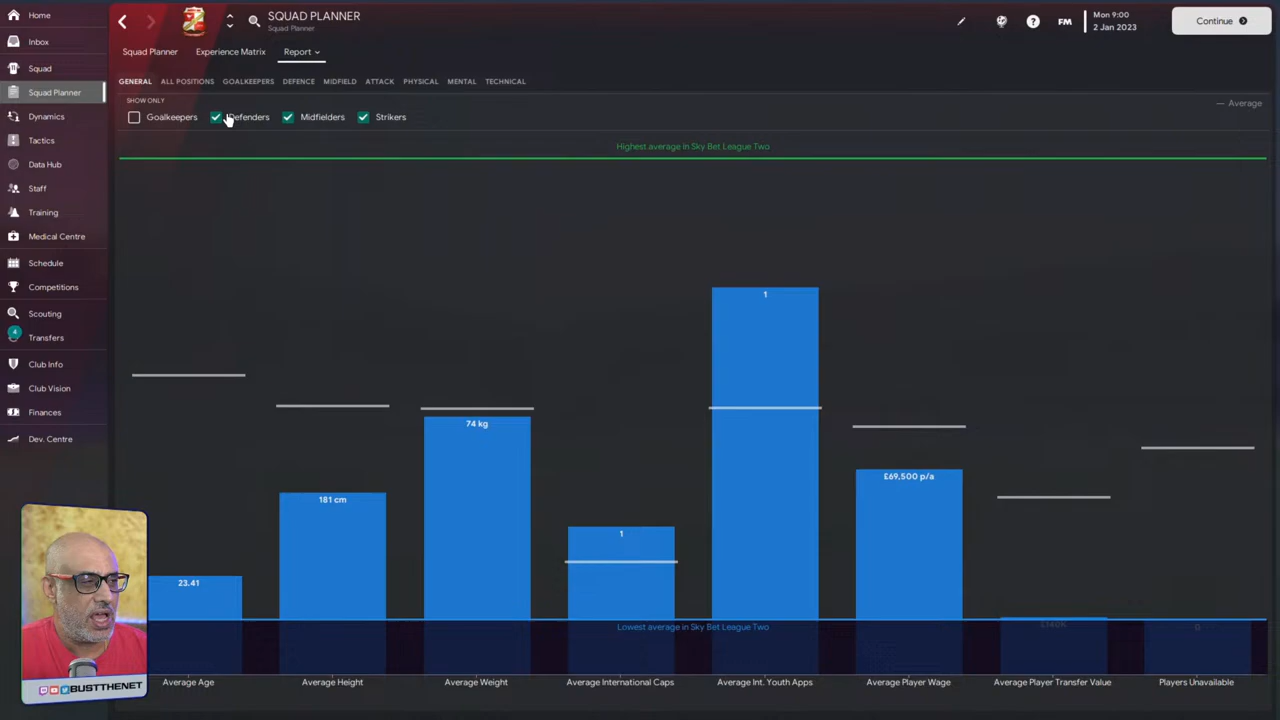 Home
SQUAD PLANNER
Squad Planner
FM
Mon 9:00
2 Jan 2023
Continue
Inbox
Squad
Squad Planner
Dynamics
Tactics
Data Hub
Staff
Training
Medical Centre
Schedule
Competitions
Scouting
4
Transfers
Club Info
Club Vision
Finances
Dev. Centre
Squad Planner
Experience Matrix
Report
GENERAL
ALL POSITIONS
GOALKEEPERS
DEFENCE
MIDFIELD
ATTACK
PHYSICAL
MENTAL
TECHNICAL
SHOW ONLY
Goalkeepers
Defenders
Midfielders
Strikers
Average
Highest average in Sky Bet League Two
1
74 kg
£69,500 p/a
181 cm
1
23.41
Lowest average in Sky Bet League Two
£140K
0
Average Age
Average Height
Average Weight
Average International Caps
Average Int. Youth Apps
Average Player Wage
Average Player Transfer Value
Players Unavailable
BUSTTHENET